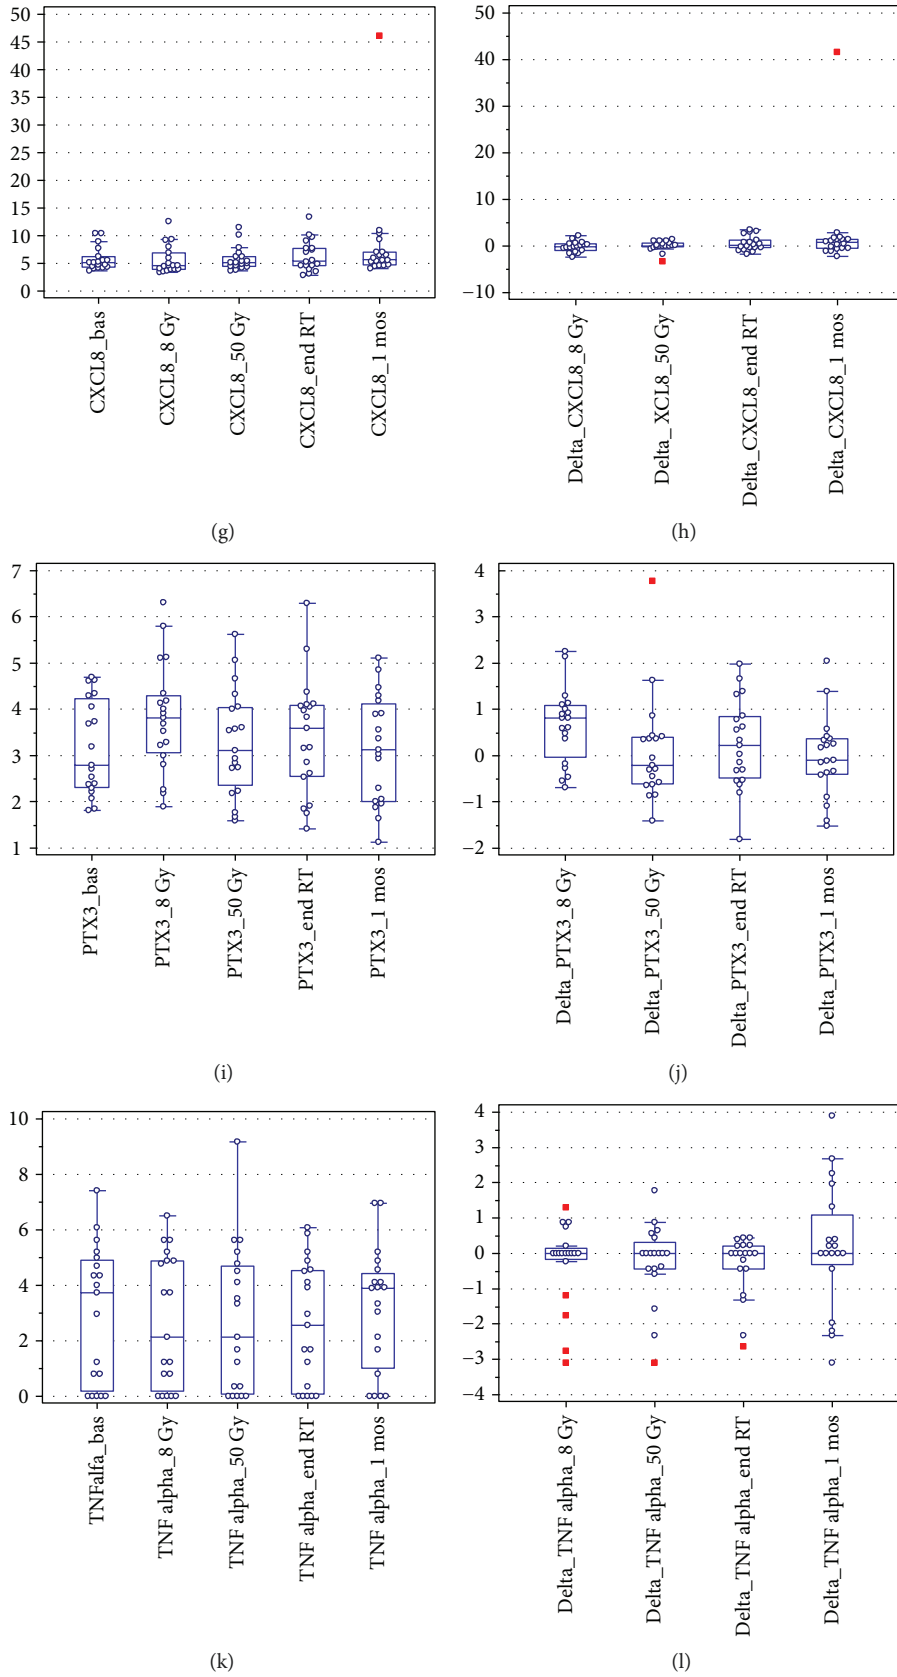 50
45
40
35
30
25
20
15
10
5
0
CXCL8_bas
CXCL8_8 Gy
CXCL8_50 Gy
CXCL8_end RT
CXCL8_1 mos
(g)
50
40
30
20
10
0
−10
Delta_CXCL8_8 Gy
Delta_ XCL8_50 Gy
Delta_CXCL8_end RT
Delta_CXCL8_1 mos
(h)
7
6
5
4
3
2
1
PTX3_bas
PTX3_8 Gy
PTX3_50 Gy
PTX3_end RT
PTX3_1 mos
(i)
4
3
2
1
0
−1
−2
Delta_PTX3_8 Gy
Delta_PTX3_50 Gy
Delta_PTX3_end RT
Delta_PTX3_1 mos
(j)
10
8
6
4
2
0
TNFalfa_bas
TNF alpha_8 Gy
TNF alpha_50 Gy
TNF alpha_end RT
TNF alpha_1 mos
(k)
4
3
2
1
0
−1
−2
−3
−4
Delta_TNF alpha_8 Gy
Delta_TNF alpha_50 Gy
Delta_TNF alpha_end RT
Delta_TNF alpha_1 mos
(l)